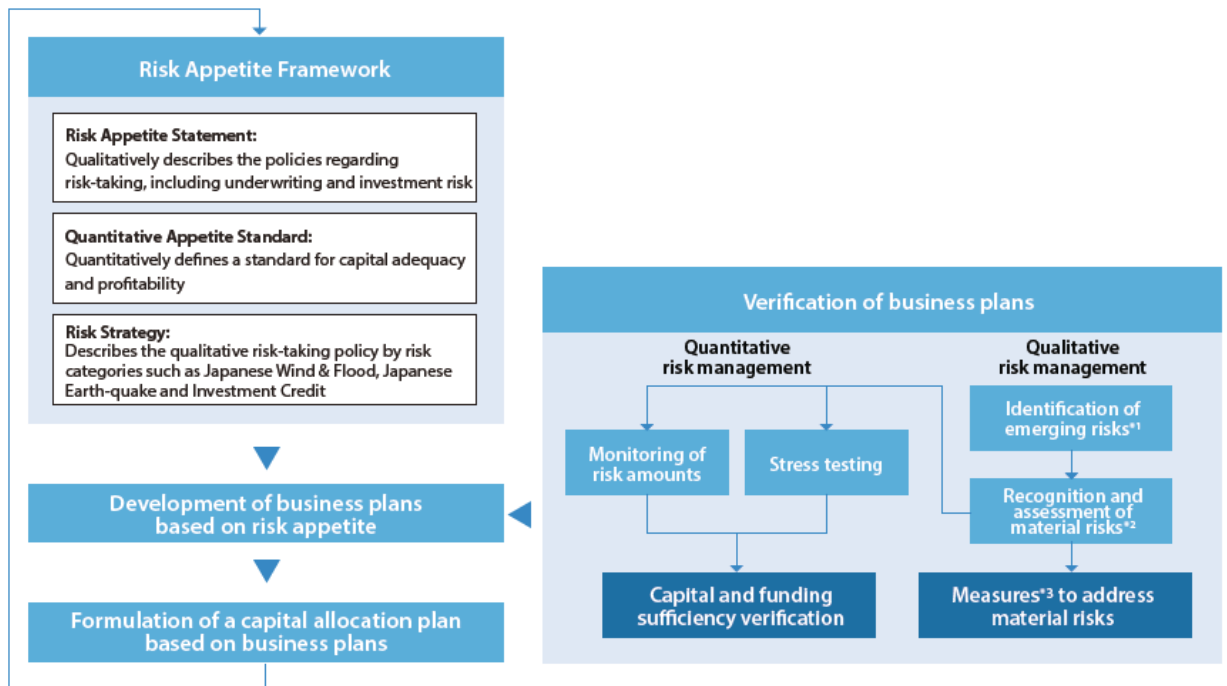 Risk Appetite Framework
Risk Appetite Statement:
Qualitatively describes the policies regarding
risk-taking, including underwriting and investment risk
Quantitative Appetite Standard:
Quantitatively defines a standard for capital adequacy
and profitability
Risk Strategy:
Describes the qualitative risk-taking policy by risk
categories such as Japanese Wind & Flood, Japanese
Earth-quake and Investment Credit
Development of business plans
based on risk appetite
Formulation of a capital allocation plan
based on business plans
Verification of business plans
Quantitative
risk management
Monitoring of
risk amounts
Stress testing
Capital and funding
sufficiency verification
Qualitative
risk management
Identification of
emerging risks*1
Recognition and
assessment of
material risks*2
Measures*3 to address
material risks